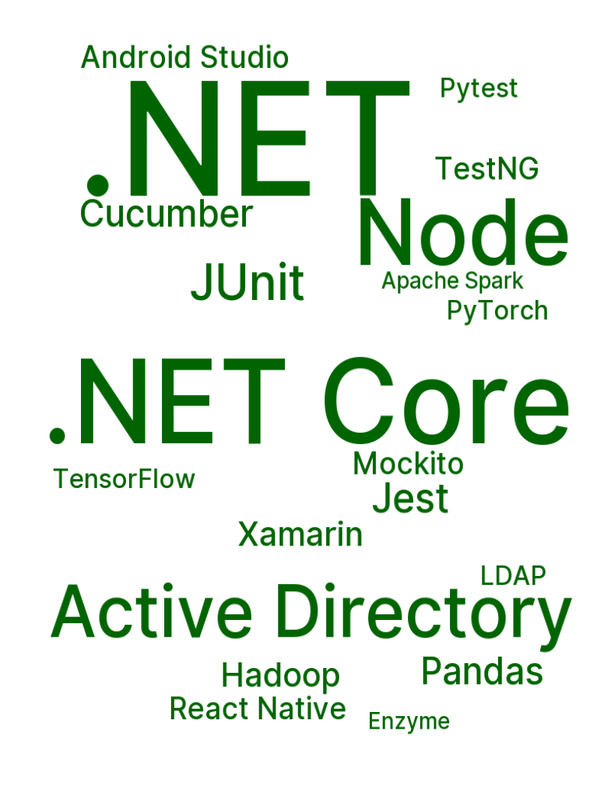 Android Studio
.NET
Pytest
TestNG
Cucumber
Node
JUnit
Apache Spark
PyTorch
.NET Core
Mockito
TensorFlow
Jest
Xamarin
LDAP
Active Directory
Hadoop
Pandas
React Native
Enzyme